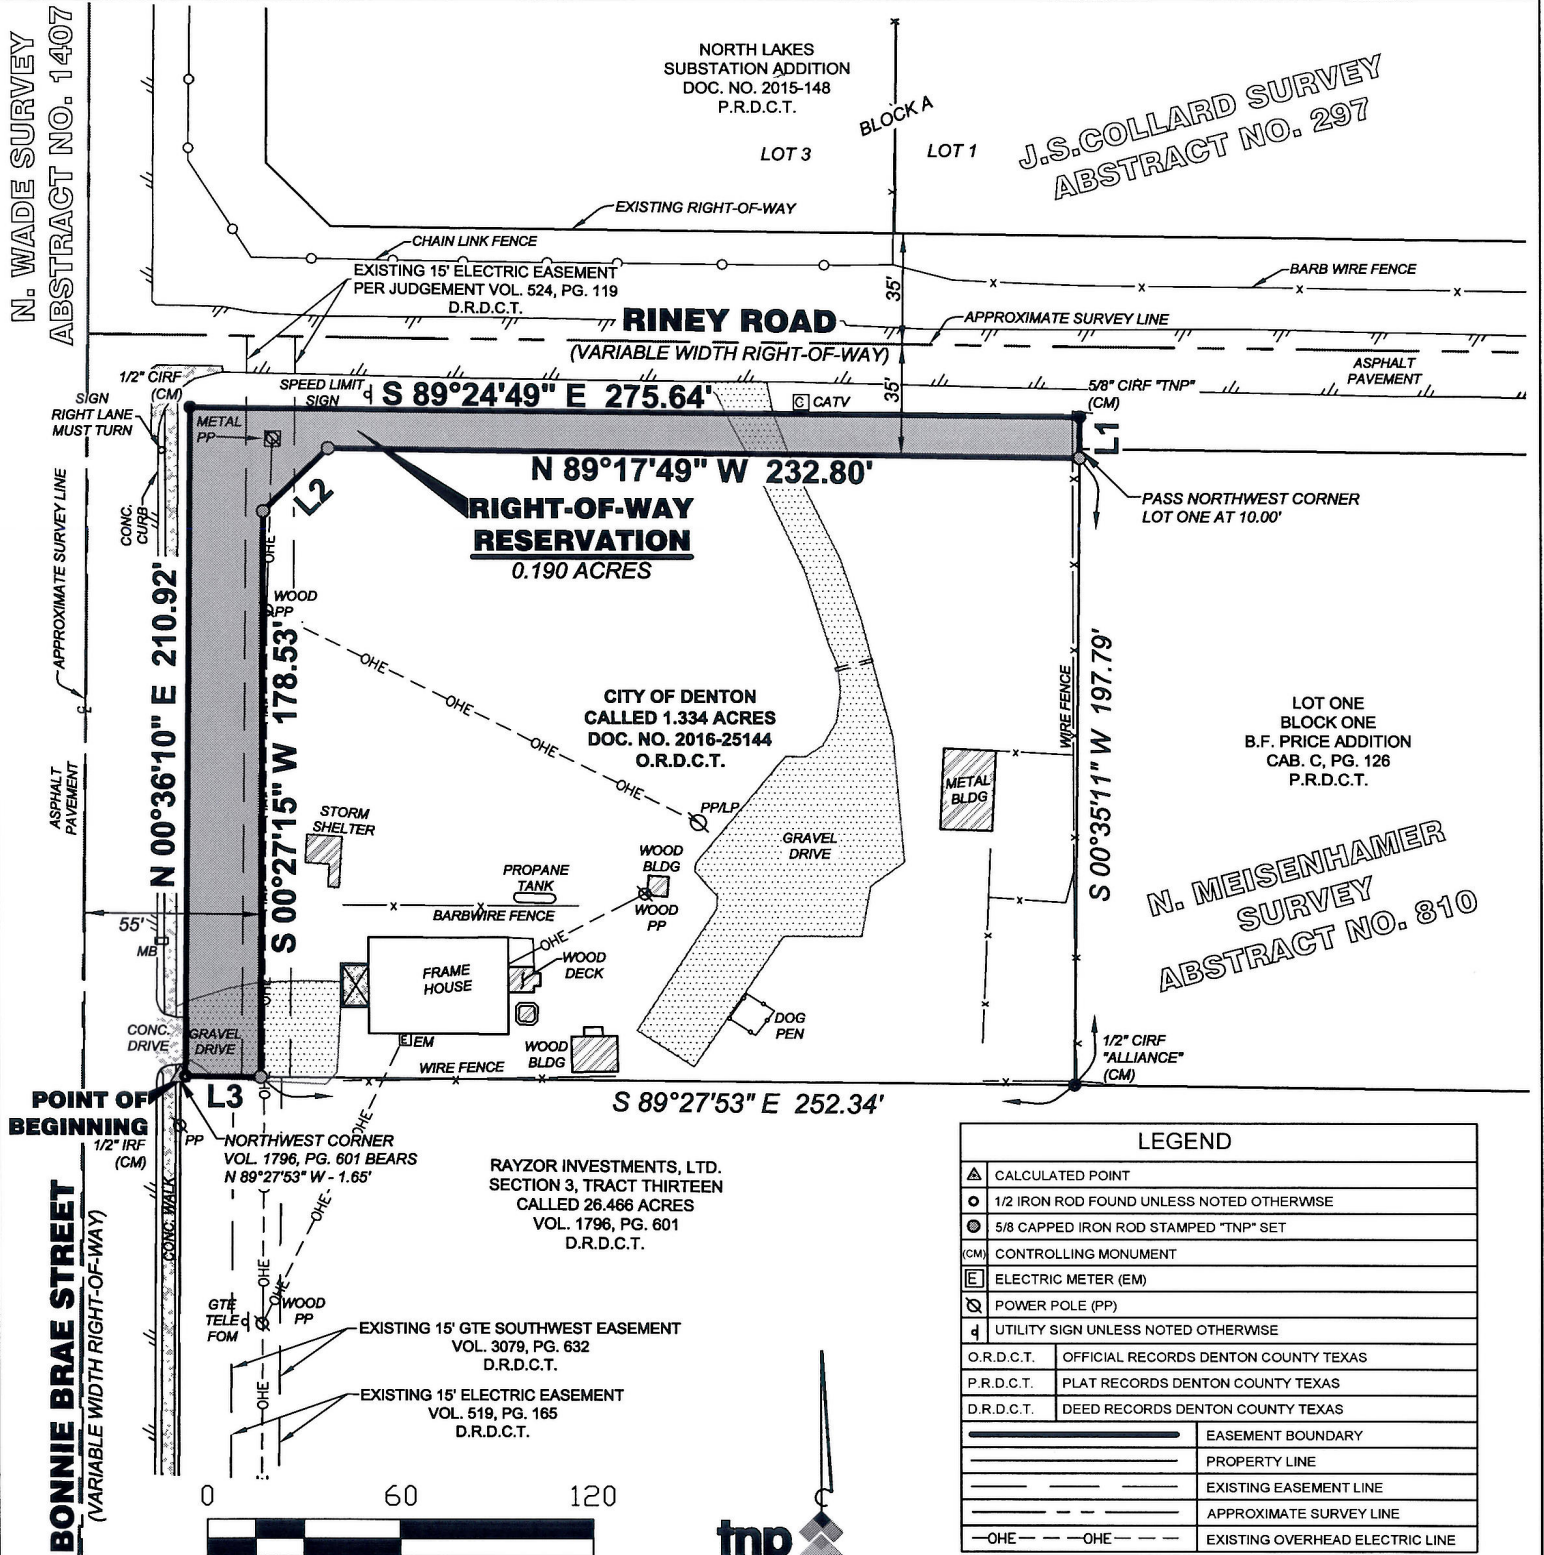 N. WADE SURVEY
ABSTRACT NO. 1407
NORTH LAKES
SUBSTATION ADDITION
DOC. NO. 2015-148
P.R.D.C.T.
BLOCK A
LOT 3
LOT 1
J.S.COLLARD SURVEY
ABSTRACT NO. 297
EXISTING RIGHT-OF-WAY
CHAIN LINK FENCE
EXISTING 15' ELECTRIC EASEMENT
PER JUDGEMENT VOL. 524, PG. 119
D.R.D.C.T.
BARB WIRE FENCE
35'
RINEY ROAD
(VARIABLE WIDTH RIGHT-OF-WAY)
APPROXIMATE SURVEY LINE
35'
ASPHALT
PAVEMENT
1/2" CIRF
(CM)
SPEED LIMIT
SIGN
S 89°24'49" E 275.64'
C CATV
5/8" CIRF "TNP"
(CM)
L1
SIGN
RIGHT LANE
MUST TURN
METAL
PP
N 89°17'49" W 232.80'
L2
RIGHT-OF-WAY
RESERVATION
0.190 ACRES
PASS NORTHWEST CORNER
LOT ONE AT 10.00'
APPROXIMATE SURVEY LINE
CONC.
CURB
OHE
WOOD
PP
N 00°36'10" E 210.92'
S 00°27'15" W 178.53'
OHE
OHE
OHE
OHE
CITY OF DENTON
CALLED 1.334 ACRES
DOC. NO. 2016-25144
O.R.D.C.T.
WIRE FENCE
S 00°35'11" W 197.79'
LOT ONE
BLOCK ONE
B.F. PRICE ADDITION
CAB. C, PG. 126
P.R.D.C.T.
ASPHALT
PAVEMENT
METAL
BLDG
PP/LP
STORM
SHELTER
GRAVEL
DRIVE
WOOD
BLDG
PROPANE
TANK
WOOD
PP
BARBWIRE FENCE
N. MEISENHAMER
SURVEY
ABSTRACT NO. 810
55'
MB
OHE
WOOD
DECK
FRAME
HOUSE
OHE
DOG
PEN
CONC.
DRIVE
GRAVEL
DRIVE
E EM
WOOD
BLDG
WIRE FENCE
1/2" CIRF
"ALLIANCE"
(CM)
POINT OF
BEGINNING
1/2" IRF
(CM)
L3
OHE
S 89°27'53" E 252.34'
PP
NORTHWEST CORNER
VOL. 1796, PG. 601 BEARS
N 89°27'53" W - 1.65'
OHE
OHE
CONC. WALK
RAYZOR INVESTMENTS, LTD.
SECTION 3, TRACT THIRTEEN
CALLED 26.466 ACRES
VOL. 1796, PG. 601
D.R.D.C.T.
BONNIE BRAE STREET
(VARIABLE WIDTH RIGHT-OF-WAY)
OHE
OHE
GTE
TELE
FOM
WOOD
PP
EXISTING 15' GTE SOUTHWEST EASEMENT
VOL. 3079, PG. 632
D.R.D.C.T.
OHE
EXISTING 15' ELECTRIC EASEMENT
VOL. 519, PG. 165
D.R.D.C.T.
0 60 120
tnp
LEGEND
CALCULATED POINT
1/2 IRON ROD FOUND UNLESS NOTED OTHERWISE
5/8 CAPPED IRON ROD STAMPED "TNP" SET
(CM) CONTROLLING MONUMENT
E ELECTRIC METER (EM)
POWER POLE (PP)
UTILITY SIGN UNLESS NOTED OTHERWISE
O.R.D.C.T. OFFICIAL RECORDS DENTON COUNTY TEXAS
P.R.D.C.T. PLAT RECORDS DENTON COUNTY TEXAS
D.R.D.C.T. DEED RECORDS DENTON COUNTY TEXAS
EASEMENT BOUNDARY
PROPERTY LINE
EXISTING EASEMENT LINE
APPROXIMATE SURVEY LINE
OHE OHE EXISTING OVERHEAD ELECTRIC LINE